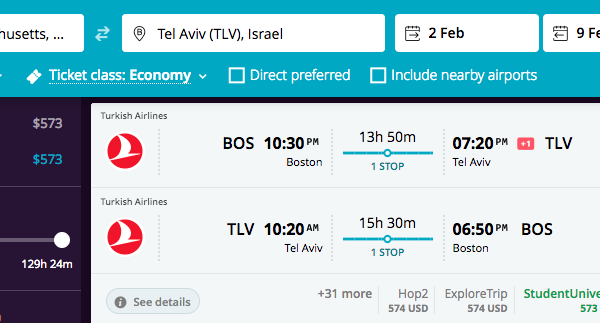 husetts, ...
Tel Aviv (TLV), Israel
2 Feb
9 Fe
Ticket class: Economy
Direct preferred
Include nearby airports
$573
$573
129h 24m
Turkish Airlines
BOS 10:30 PM
Boston
13h 50m
1 STOP
07:20 PM +1 TLV
Tel Aviv
Turkish Airlines
TLV 10:20 AM
Tel Aviv
15h 30m
1 STOP
06:50 PM BOS
Boston
See details
+31 more
Hop2
574 USD
ExploreTrip
574 USD
StudentUnive
573